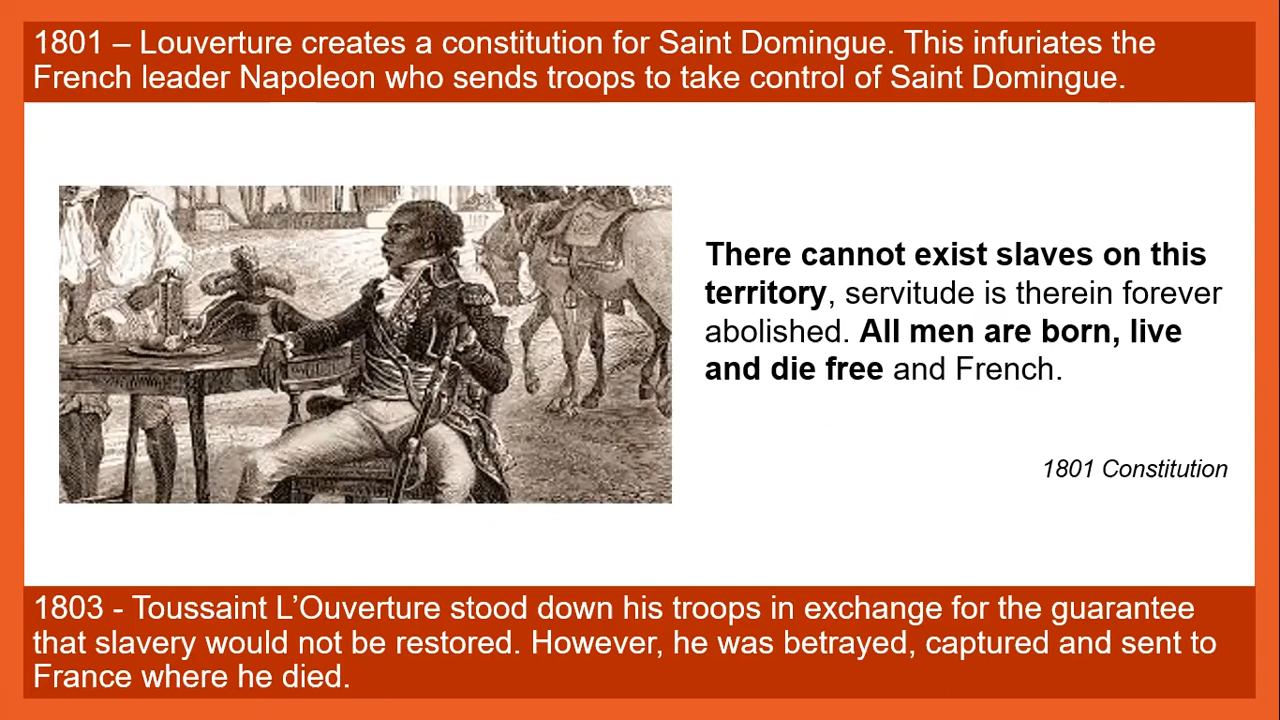 1801 – Louverture creates a constitution for Saint Domingue. This infuriates the
French leader Napoleon who sends troops to take control of Saint Domingue.
There cannot exist slaves on this
territory, servitude is therein forever
abolished. All men are born, live
and die free and French.
1801 Constitution
1803 - Toussaint L’Ouverture stood down his troops in exchange for the guarantee
that slavery would not be restored. However, he was betrayed, captured and sent to
France where he died.